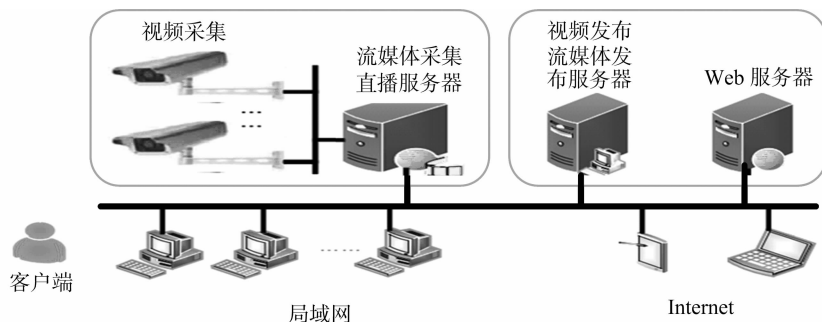 视频采集
流媒体采集
直播服务器
视频发布
流媒体发
布服务器
Web 服务器
客户端
局域网
Internet